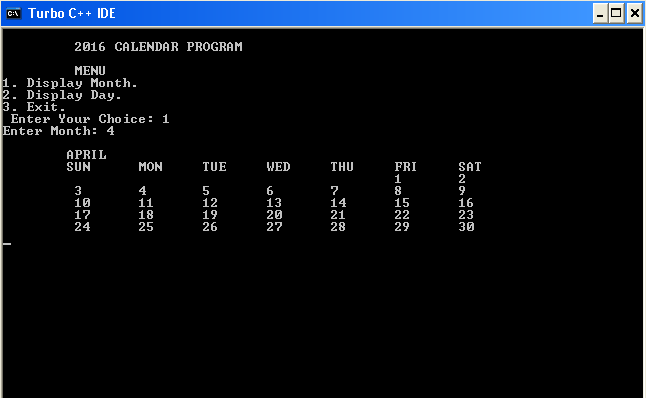 Turbo C++ IDE
2016 CALENDAR PROGRAM
MENU
1. Display Month.
2. Display Day.
3. Exit.
Enter Your Choice: 1
Enter Month: 4
APRIL
SUN MON TUE WED THU FRI SAT
1 2
3 4 5 6 7 8 9
10 11 12 13 14 15 16
17 18 19 20 21 22 23
24 25 26 27 28 29 30